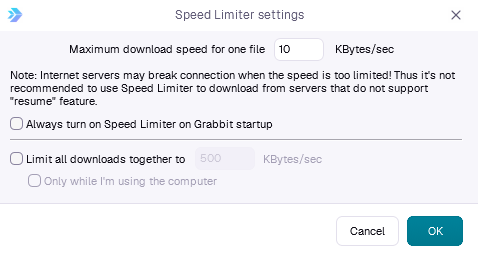 Speed Limiter settings
Maximum download speed for one file 10 KBytes/sec
Note: Internet servers may break connection when the speed is too limited! Thus it's not
recommended to use Speed Limiter to download from servers that do not support
"resume" feature.
Always turn on Speed Limiter on Grabbit startup
Limit all downloads together to 500 KBytes/sec
Only while I'm using the computer
Cancel OK